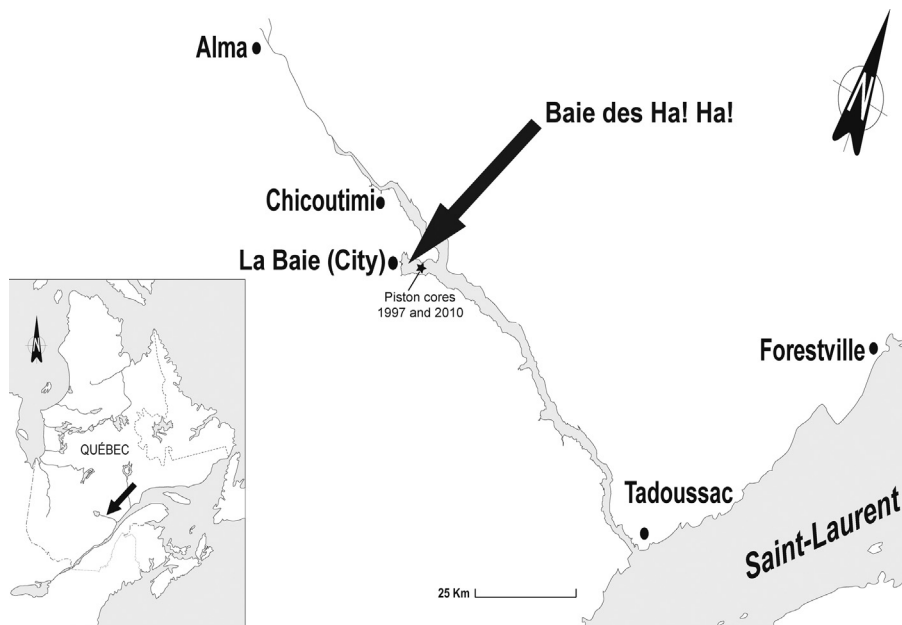 Alma
N
Baie des Ha! Ha!
Chicoutimi
La Baie (City)
Piston cores
1997 and 2010
Forestville
N
QUÉBEC
Tadoussac
Saint-Laurent
25 Km